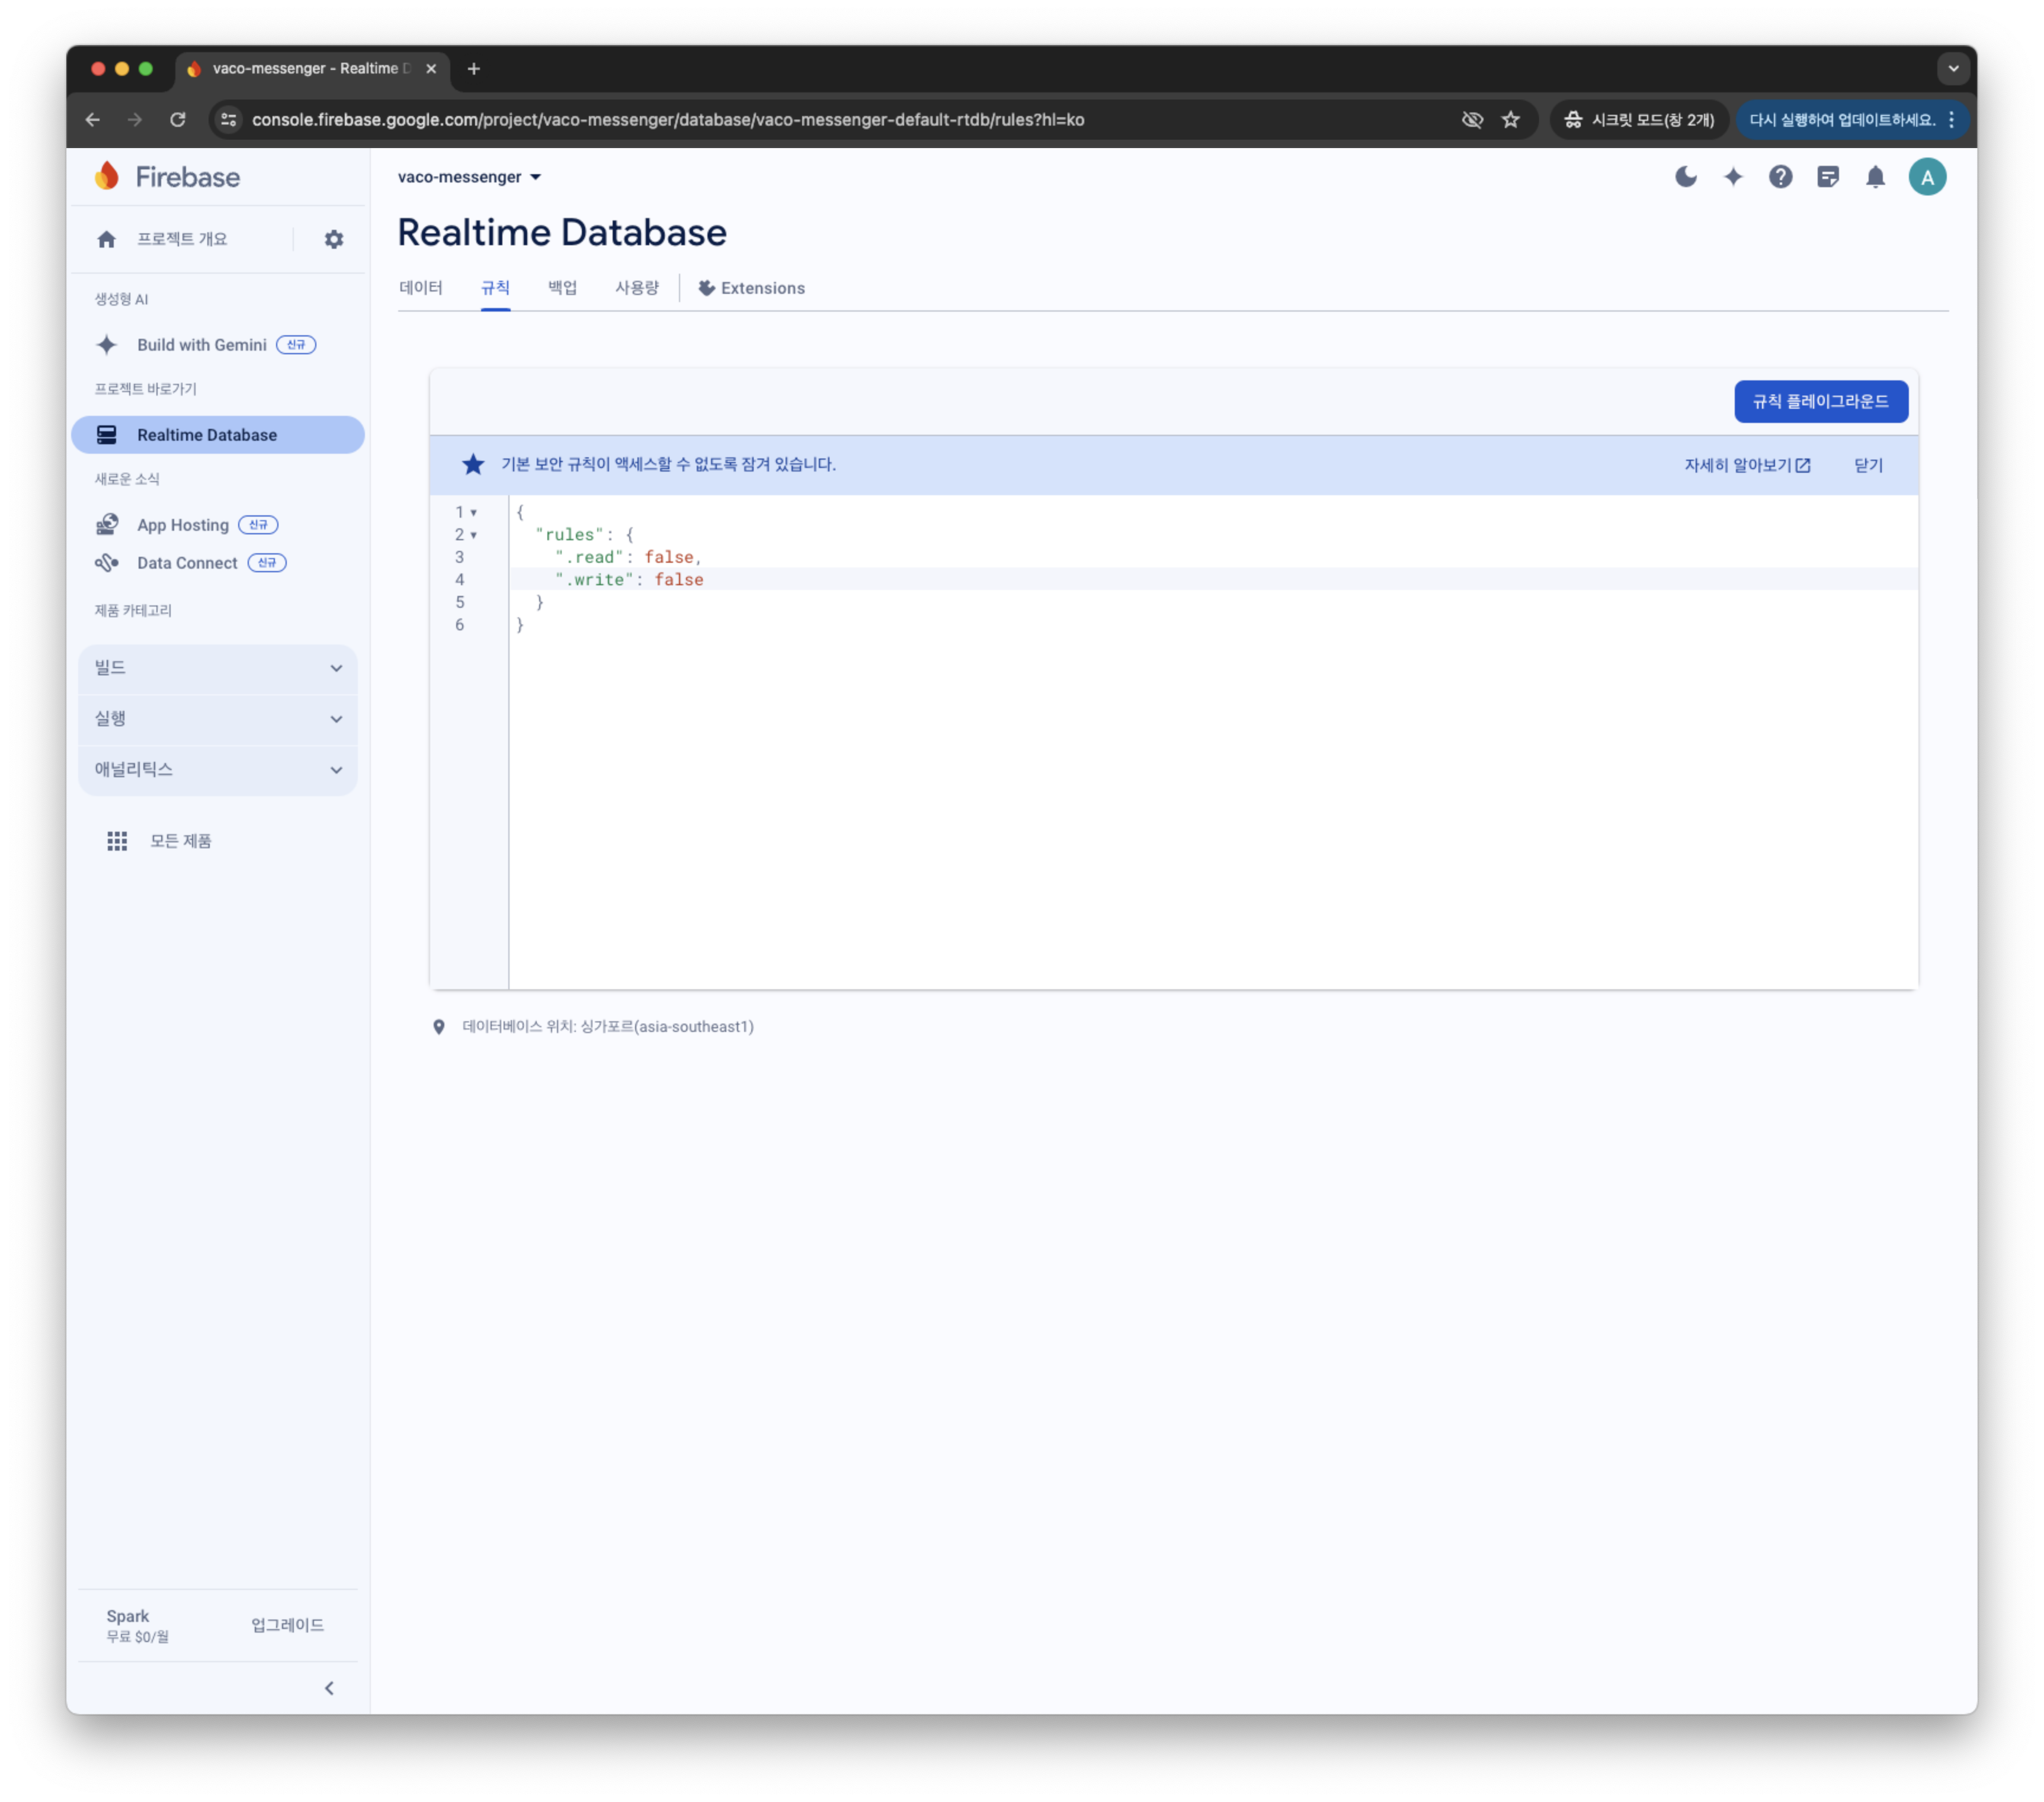 vaco-messenger - Realtime D
console.firebase.google.com/project/vaco-messenger/database/vaco-messenger-default-rtdb/rules?hl=ko
시크릿 모드(창 2개)
다시 실행하여 업데이트하세요.
Firebase
프로젝트 개요
생성형 AI
Build with Gemini 신규
프로젝트 바로가기
Realtime Database
새로운 소식
App Hosting 신규
Data Connect 신규
제품 카테고리
빌드
실행
애널리틱스
모든 제품
Spark
무료 $0/월
업그레이드
vaco-messenger
A
Realtime Database
데이터 규칙 백업 사용량 Extensions
규칙 플레이그라운드
기본 보안 규칙이 액세스할 수 없도록 잠겨 있습니다.
자세히 알아보기 닫기
1 {
2 "rules": {
3 ".read": false,
4 ".write": false
5 }
6 }
데이터베이스 위치: 싱가포르(asia-southeast1)